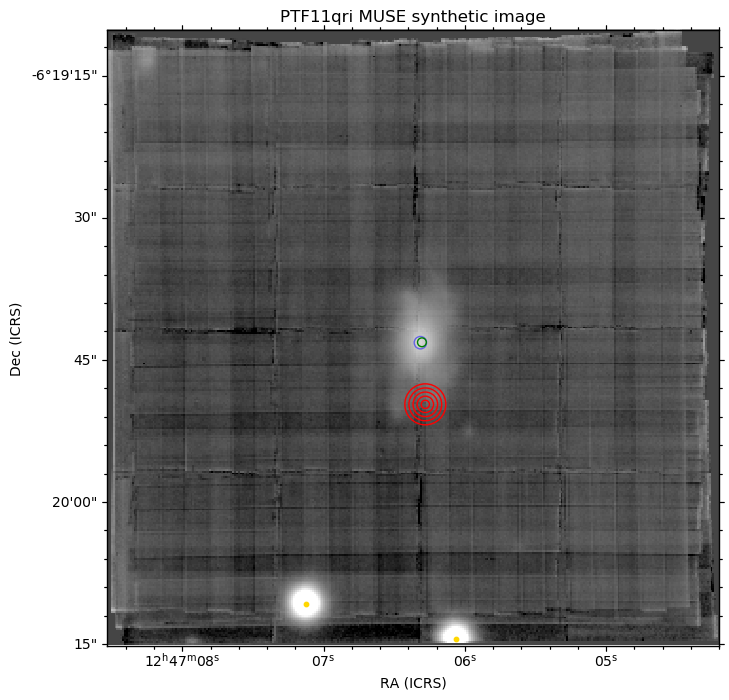 PTF11qri MUSE synthetic image
-6°19'15"
30"
45"
20'00"
15"
Dec (ICRS)
12ʰ47ᵐ08ˢ
07ˢ
06ˢ
05ˢ
RA (ICRS)